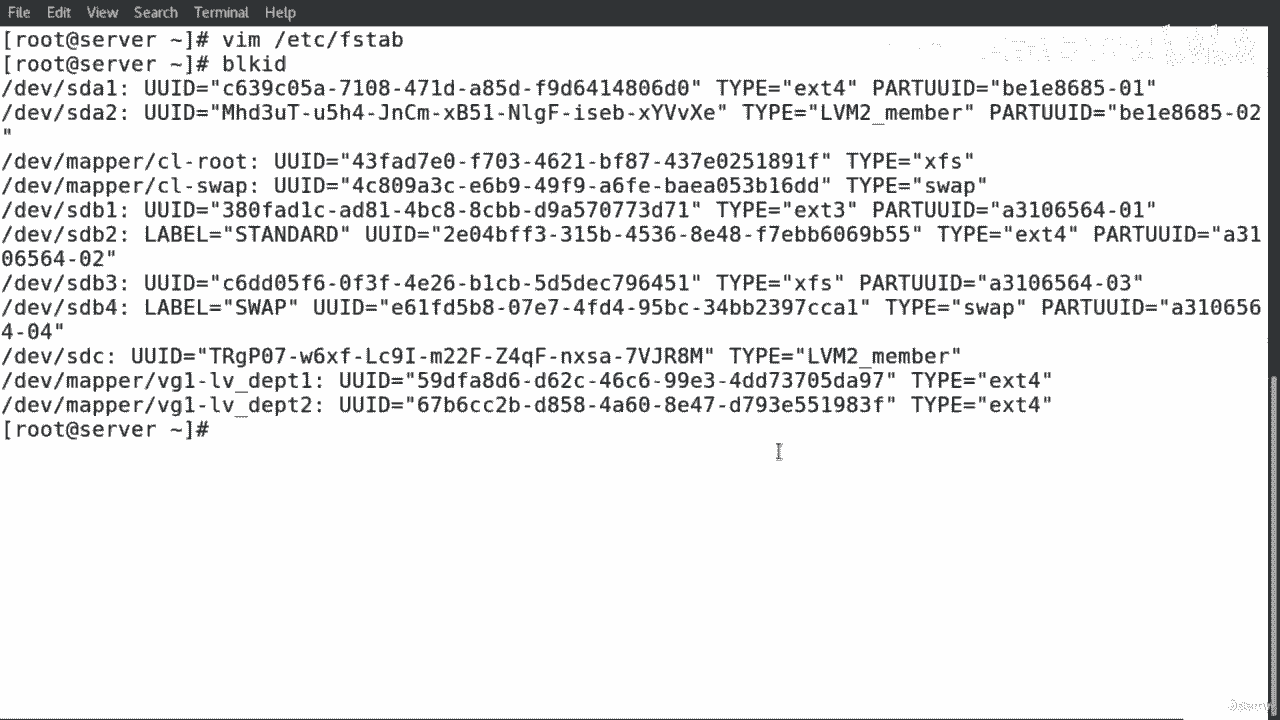 File Edit View Search Terminal Help
[root@server ~]# vim /etc/fstab
[root@server ~]# blkid
/dev/sda1: UUID="c639c05a-7108-471d-a85d-f9d6414806d0" TYPE="ext4" PARTUUID="be1e8685-01"
/dev/sda2: UUID="Mhd3uT-u5h4-JnCm-xB51-NlgF-iseb-xYVvXe" TYPE="LVM2_member" PARTUUID="be1e8685-02
"
/dev/mapper/cl-root: UUID="43fad7e0-f703-4621-bf87-437e0251891f" TYPE="xfs"
/dev/mapper/cl-swap: UUID="4c809a3c-e6b9-49f9-a6fe-baea053b16dd" TYPE="swap"
/dev/sdb1: UUID="380fad1c-ad81-4bc8-8cbb-d9a570773d71" TYPE="ext3" PARTUUID="a3106564-01"
/dev/sdb2: LABEL="STANDARD" UUID="2e04bff3-315b-4536-8e48-f7ebb6069b55" TYPE="ext4" PARTUUID="a31
06564-02"
/dev/sdb3: UUID="c6dd05f6-0f3f-4e26-b1cb-5d5dec796451" TYPE="xfs" PARTUUID="a3106564-03"
/dev/sdb4: LABEL="SWAP" UUID="e61fd5b8-07e7-4fd4-95bc-34bb2397cca1" TYPE="swap" PARTUUID="a310656
4-04"
/dev/sdc: UUID="TRgP07-w6xf-Lc9I-m22F-Z4qF-nxsa-7VJR8M" TYPE="LVM2_member"
/dev/mapper/vg1-lv_dept1: UUID="59dfa8d6-d62c-46c6-99e3-4dd73705da97" TYPE="ext4"
/dev/mapper/vg1-lv_dept2: UUID="67b6cc2b-d858-4a60-8e47-d793e551983f" TYPE="ext4"
[root@server ~]#